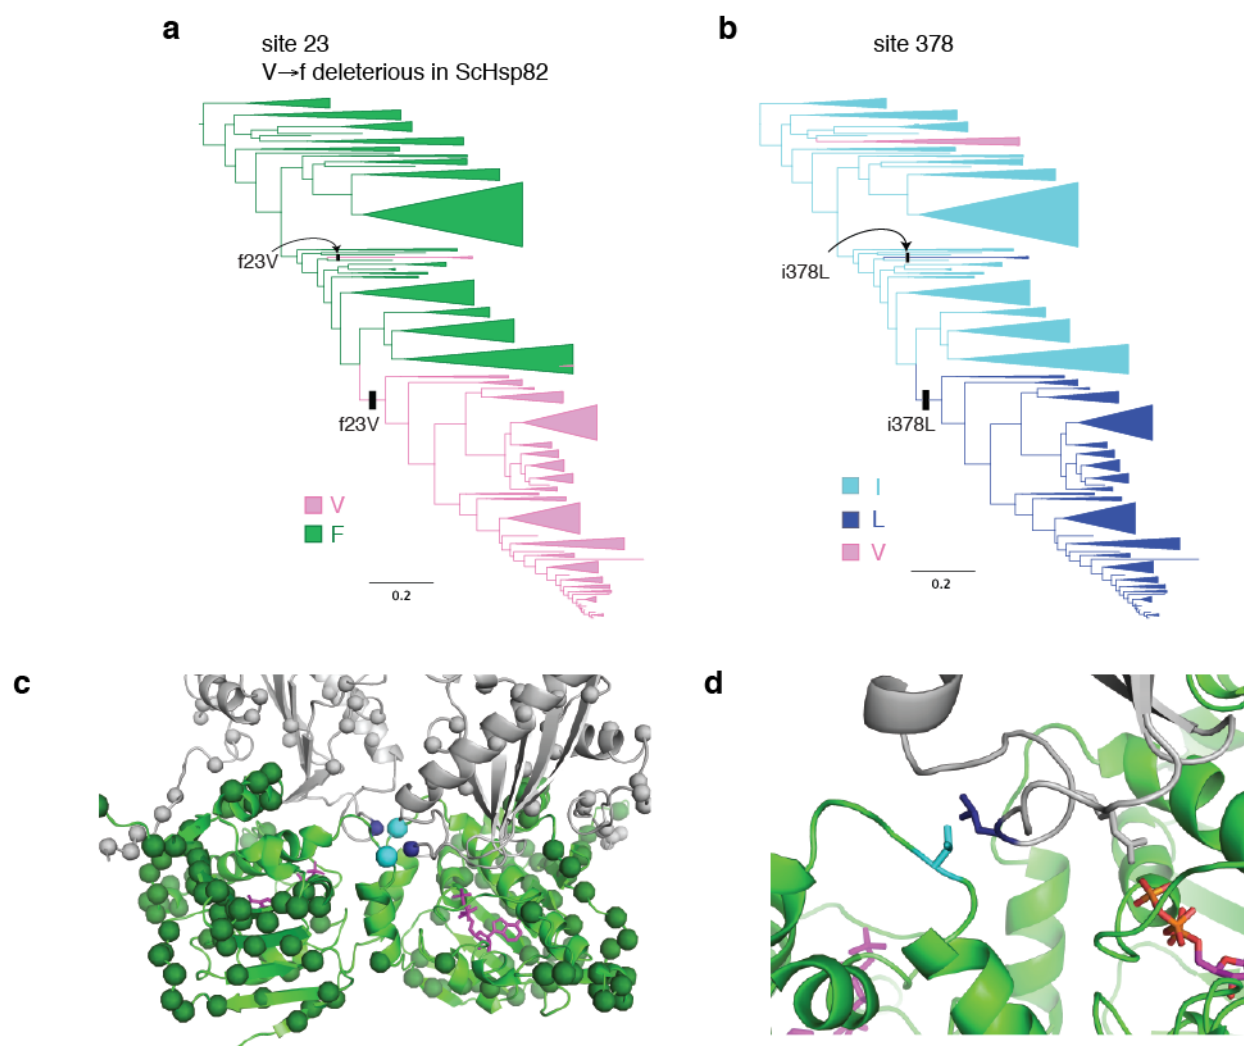 a
site 23
V→f deleterious in ScHsp82
f23V
f23V
V
F
0.2
b
site 378
i378L
i378L
I
L
V
0.2
c
d